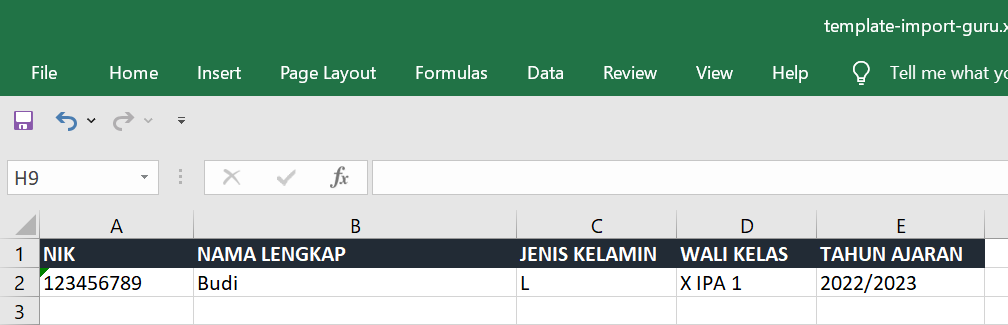 template-import-guru.x
File Home Insert Page Layout Formulas Data Review View Help Tell me what yo
H9 fx
A B C D E
1 NIK NAMA LENGKAP JENIS KELAMIN WALI KELAS TAHUN AJARAN
2 123456789 Budi L X IPA 1 2022/2023
3